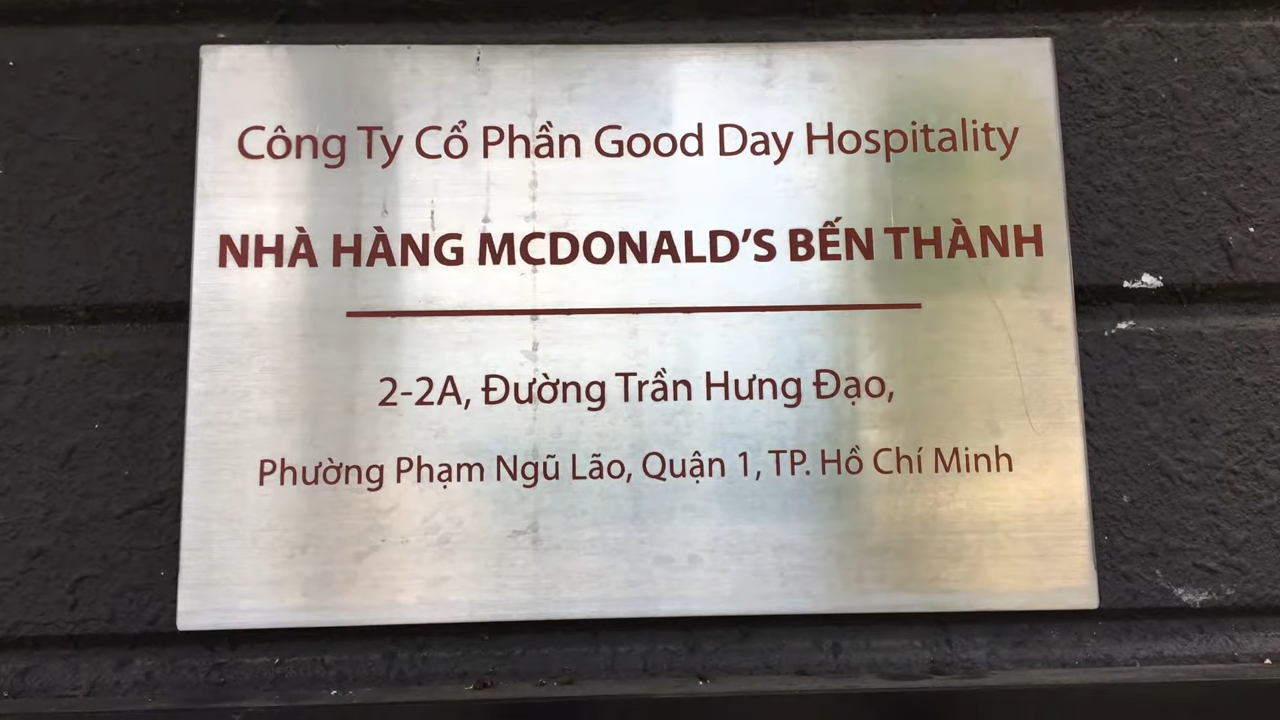 Công Ty Cổ Phần Good Day Hospitality
NHÀ HÀNG MCDONALD'S BẾN THÀNH
2-2A, Đường Trần Hưng Đạo,
Phường Phạm Ngũ Lão, Quận 1, TP. Hồ Chí Minh